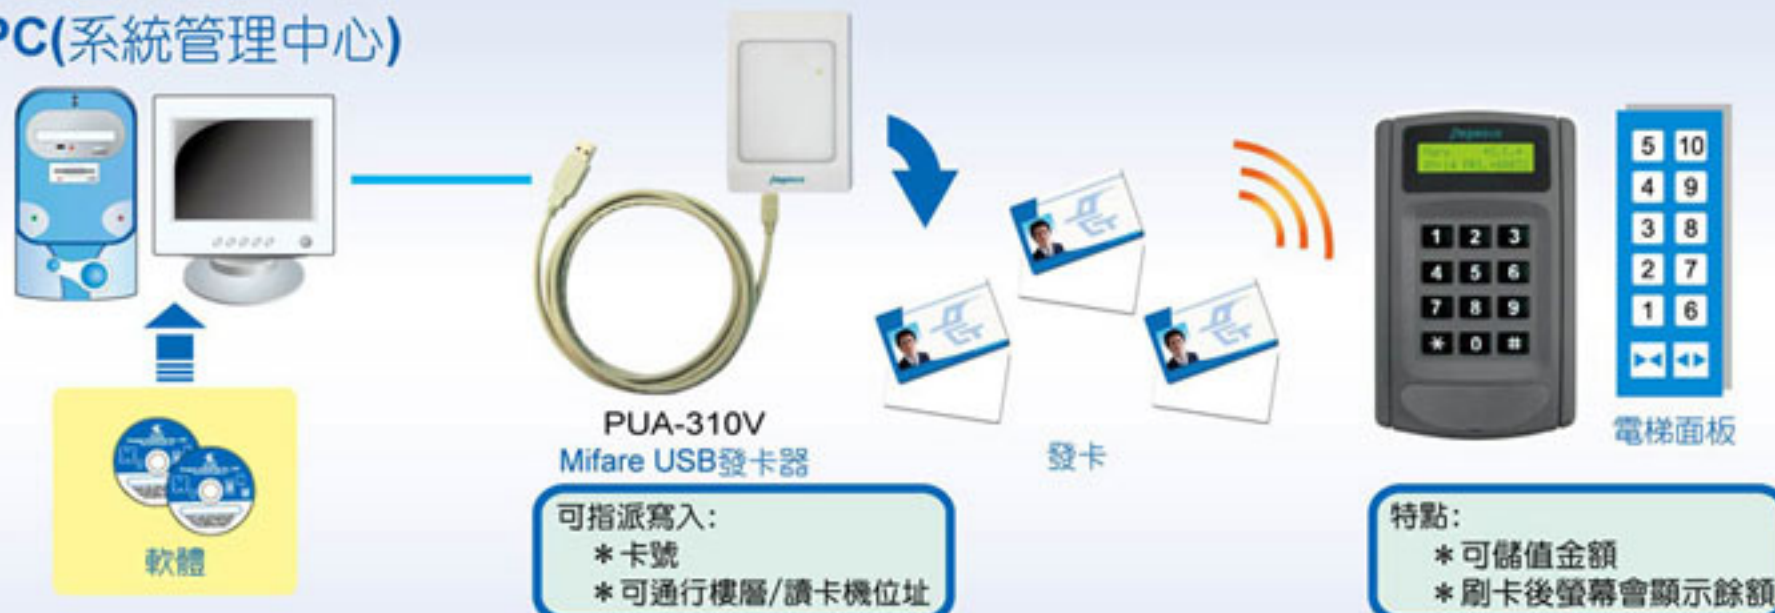 PC(系統管理中心)
軟體
PUA-310V
Mifare USB發卡器
可指派寫入:
*卡號
*可通行樓層/讀卡機位址
發卡
1 2 3
4 5 6
7 8 9
* 0 #
5 10
4 9
3 8
2 7
1 6
電梯面板
特點:
*可儲值金額
*刷卡後螢幕會顯示餘額